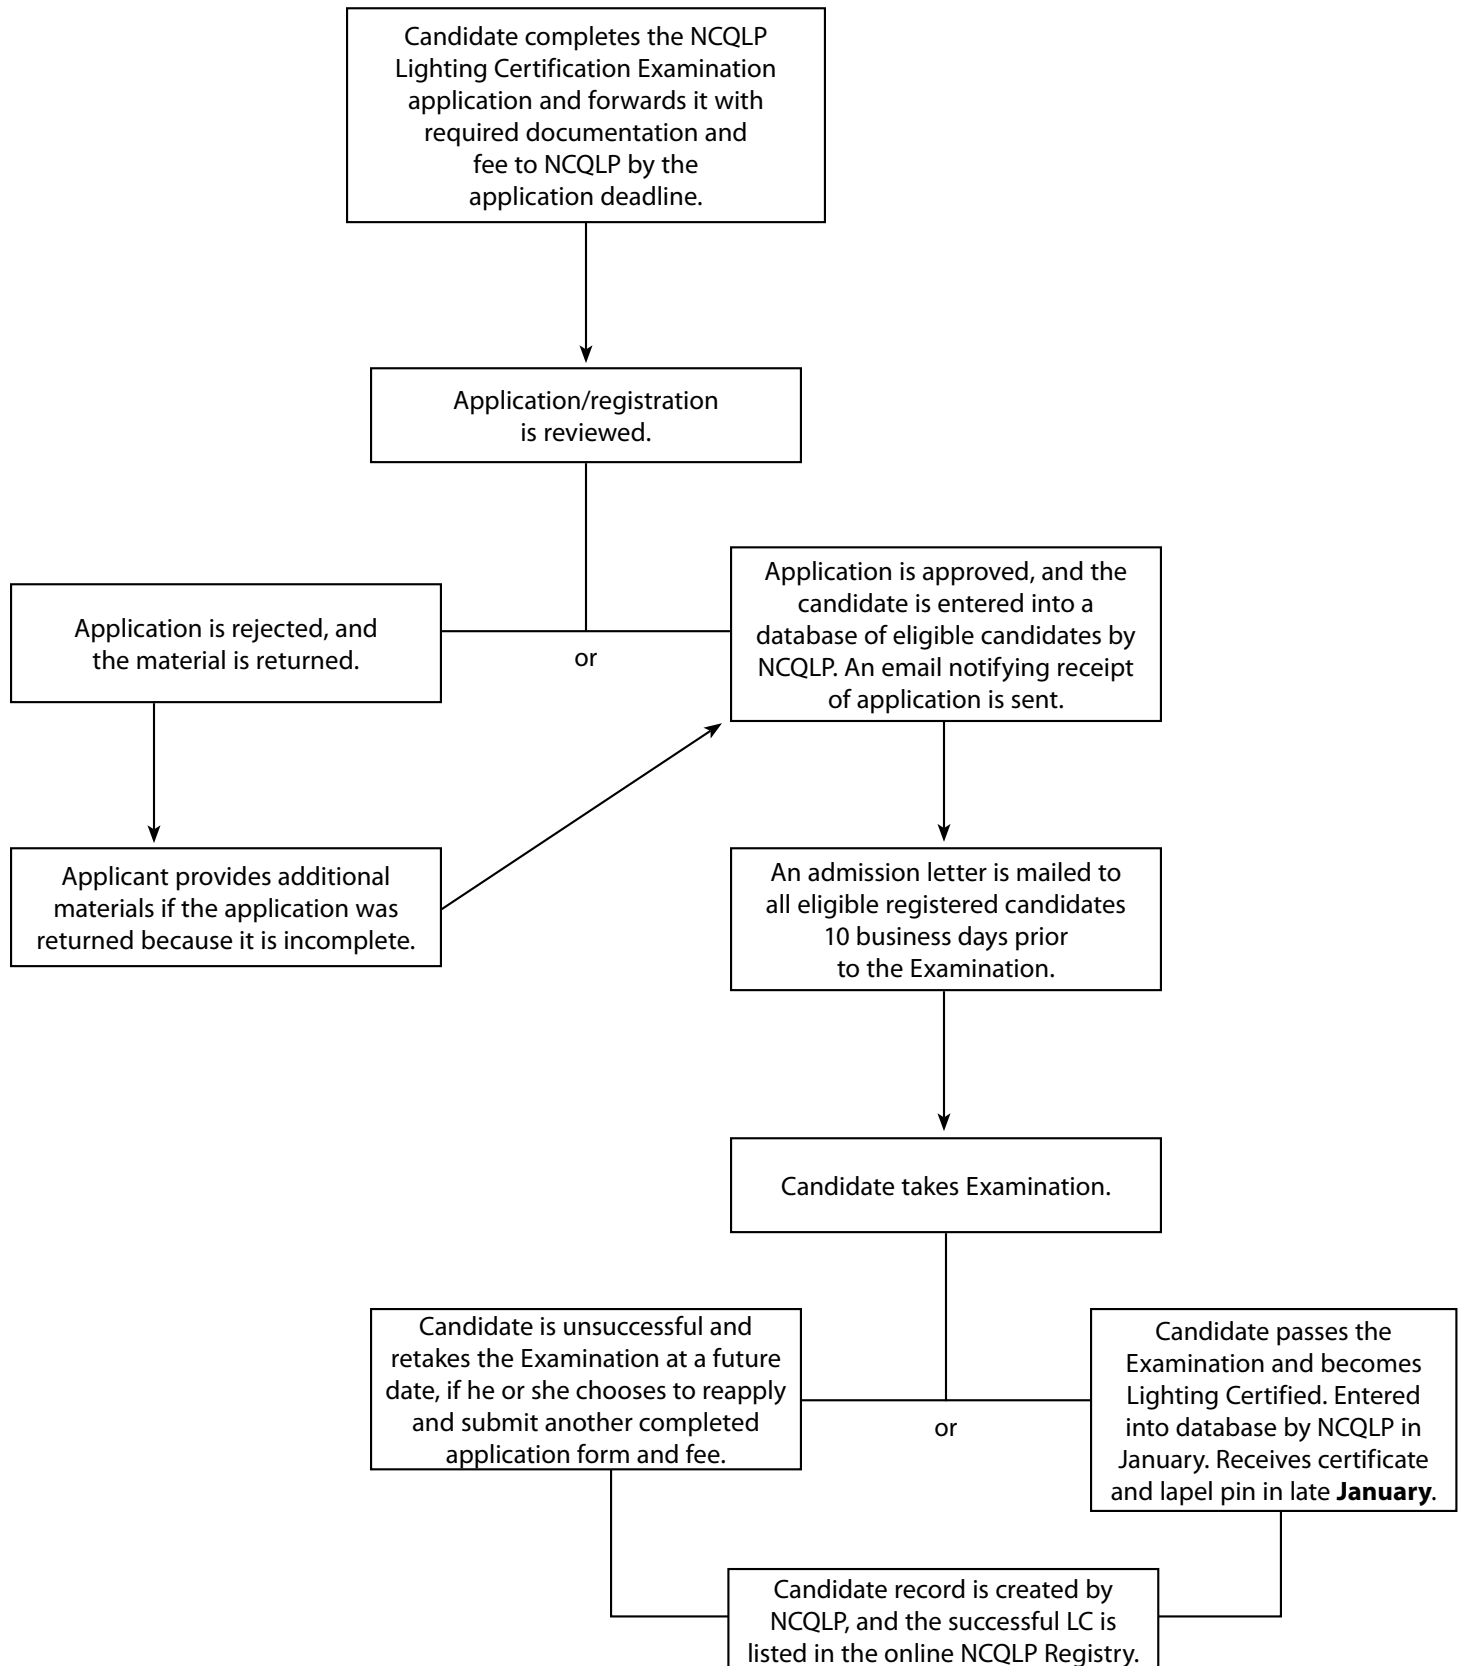 Candidate completes the NCQLP
Lighting Certification Examination
application and forwards it with
required documentation and
fee to NCQLP by the
application deadline.
Application/registration
is reviewed.
Application is rejected, and
the material is returned.
or
Application is approved, and the
candidate is entered into a
database of eligible candidates by
NCQLP. An email notifying receipt
of application is sent.
Applicant provides additional
materials if the application was
returned because it is incomplete.
An admission letter is mailed to
all eligible registered candidates
10 business days prior
to the Examination.
Candidate takes Examination.
Candidate is unsuccessful and
retakes the Examination at a future
date, if he or she chooses to reapply
and submit another completed
application form and fee.
or
Candidate passes the
Examination and becomes
Lighting Certified. Entered
into database by NCQLP in
January. Receives certificate
and lapel pin in late January.
Candidate record is created by
NCQLP, and the successful LC is
listed in the online NCQLP Registry.